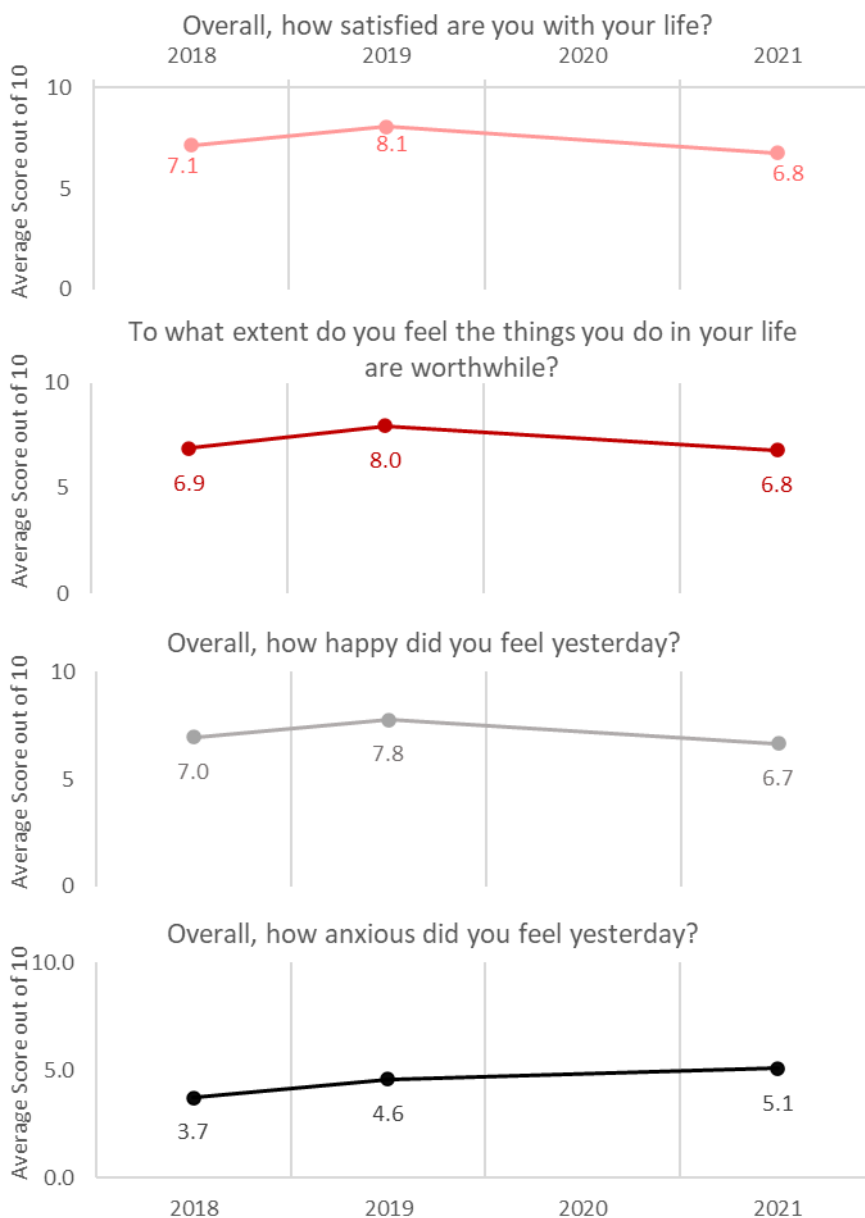 Overall, how satisfied are you with your life?
2018 2019 2020 2021
Average Score out of 10
10
7.1 8.1 6.8
5
0
To what extent do you feel the things you do in your life
are worthwhile?
Average Score out of 10
10
6.9 8.0 6.8
5
0
Overall, how happy did you feel yesterday?
Average Score out of 10
10
7.0 7.8 6.7
5
0
Overall, how anxious did you feel yesterday?
Average Score out of 10
10.0
5.0
3.7 4.6 5.1
0.0
2018 2019 2020 2021